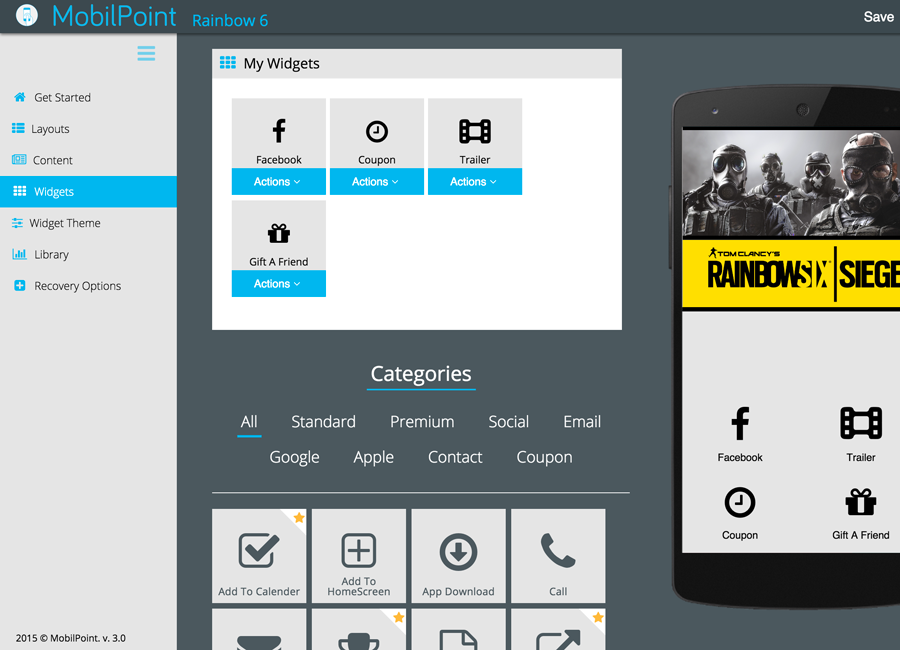 MobilPoint Rainbow 6 Save
Get Started
Layouts
Content
Widgets
Widget Theme
Library
Recovery Options
2015 © MobilPoint. v. 3.0
My Widgets
Facebook Coupon Trailer
Actions Actions Actions
Gift A Friend
Actions
Categories
All Standard Premium Social Email
Google Apple Contact Coupon
Add To Calender
Add To
HomeScreen
App Download
Call
TOM CLANCY'S
RAINBOWSIX SIEGE
Facebook Trailer
Coupon Gift A Friend